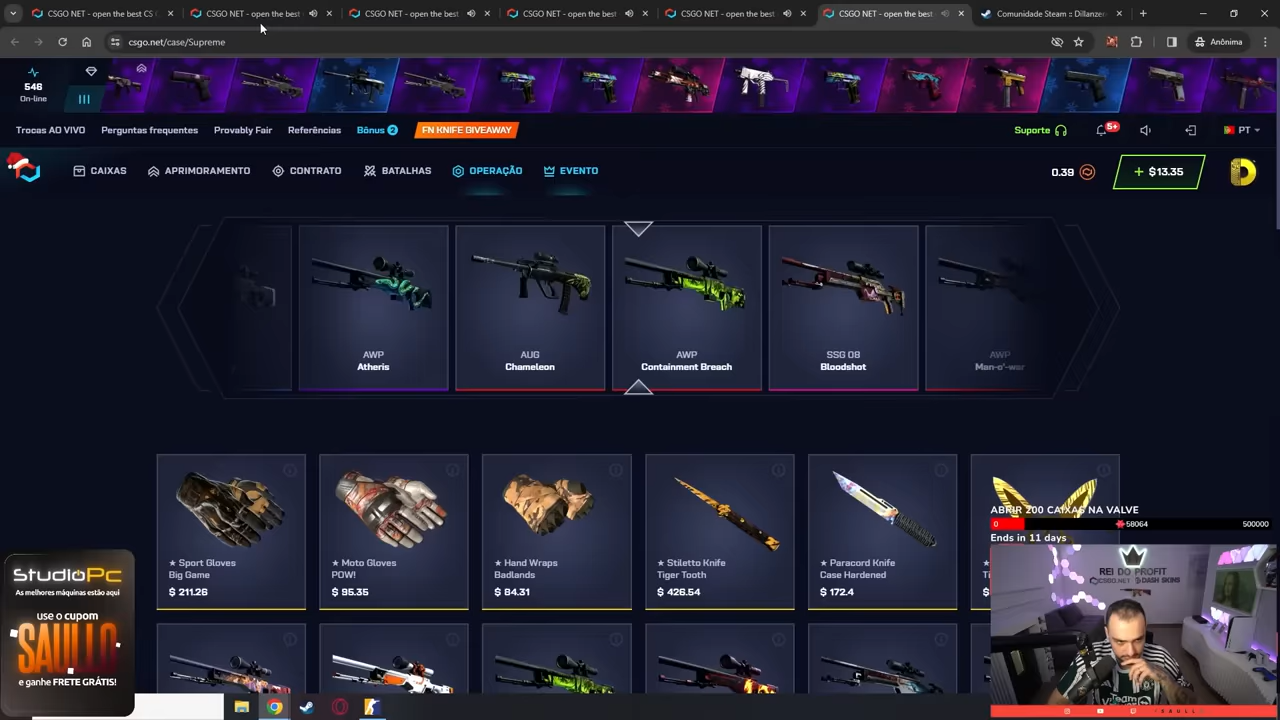 CSGO NET - open the best CS
CSGO NET - open the best
CSGO NET - open the best
CSGO NET - open the best
CSGO NET - open the best
CSGO NET - open the best
Comunidade Steam :: Dillanze
csgo.net/case/Supreme
Anônima
546
On-line
Trocas AO VIVO
Perguntas frequentes
Provably Fair
Referências
Bônus 2
FN KNIFE GIVEAWAY
Suporte
5+
PT
CAIXAS
APRIMORAMENTO
CONTRATO
BATALHAS
OPERAÇÃO
EVENTO
0.39
+ $13.35
AWP
Atheris
AUG
Chameleon
AWP
Containment Breach
SSG 08
Bloodshot
AWP
Man-o'-war
★ Sport Gloves
Big Game
$ 211.26
★ Moto Gloves
POW!
$ 95.35
★ Hand Wraps
Badlands
$ 84.31
★ Stiletto Knife
Tiger Tooth
$ 426.54
★ Paracord Knife
Case Hardened
$ 172.4
ABRIR 200 CAIXAS NA VALVE
0
58064
500000
Ends in 11 days
REI DO PROFIT
CSGO.NET
DASH SKINS
STUDIOPC
As melhores máquinas estão aqui
use o cupom
SAULLO
e ganhe FRETE GRÁTIS!